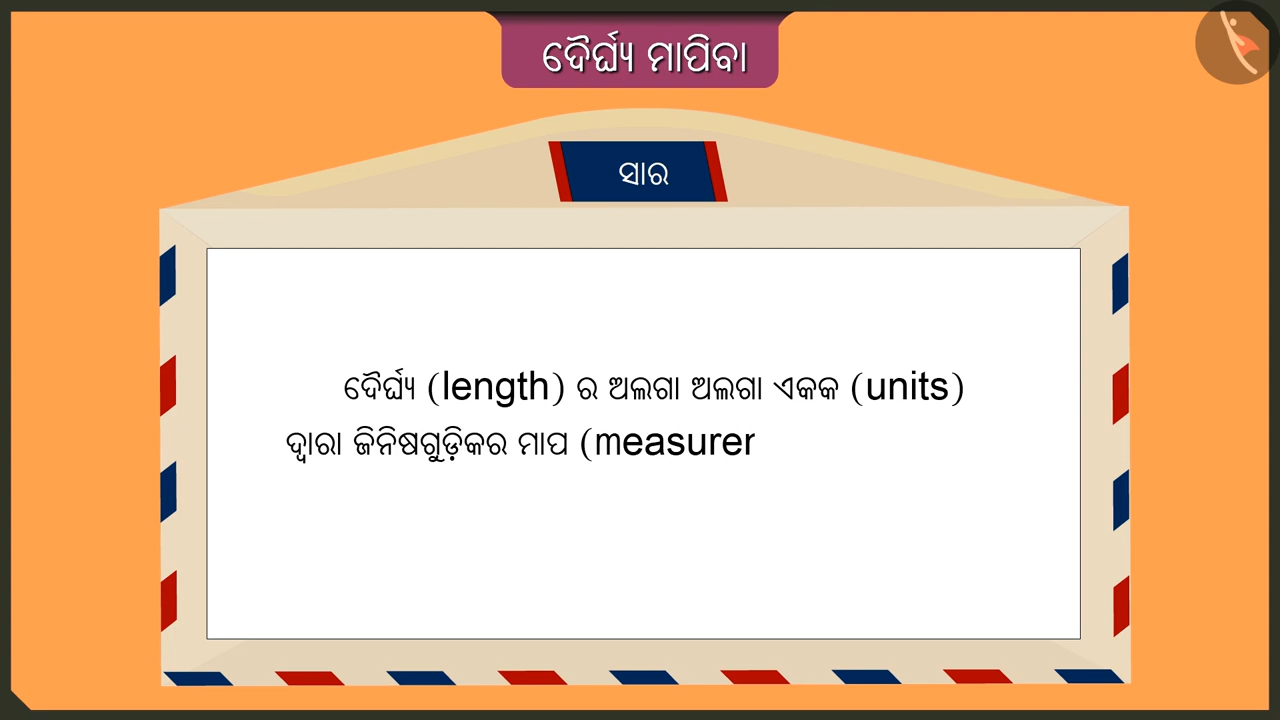 ଦୈର୍ଘ୍ୟ ମାପିବା
ସାର
ଦୈର୍ଘ୍ୟ (length) ର ଅଲଗା ଅଲଗା ଏକକ (units)
ଦ୍ୱାରା ଜିନିଷଗୁଡ଼ିକର ମାପ (measurer